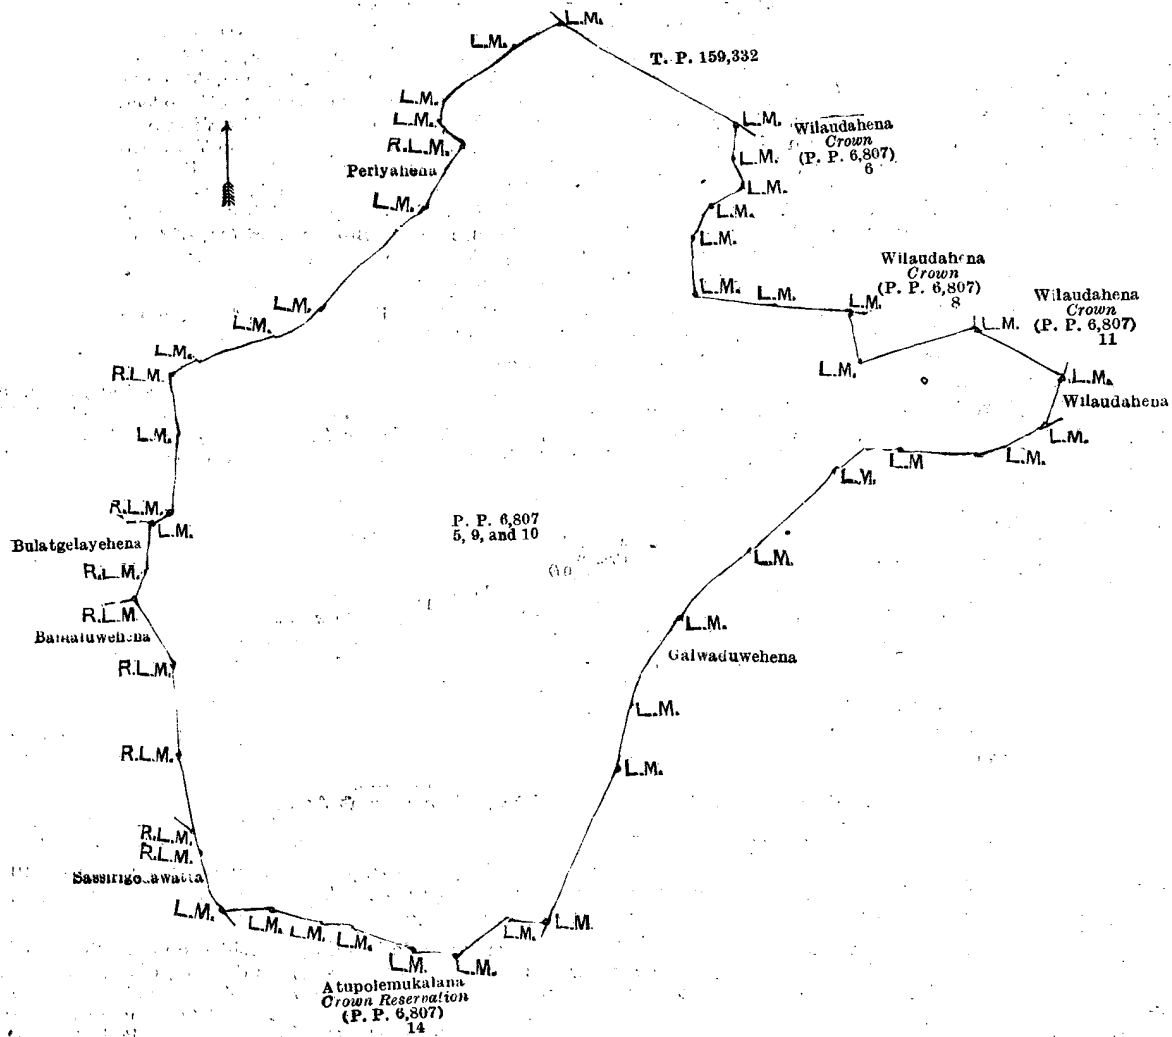 L.M.
L.M.
T. P. 159,332
L.M.
L.M.
L.M.
Wilaudahena
Crown
(P. P. 6,807)
6
R.L.M.
L.M.
Periyahena
L.M.
L.M.
L.M.
L.M.
Wilaudahena
Crown
(P. P. 6,807)
8
L.M.
L.M.
L.M.
Wilaudahena
Crown
(P. P. 6,807)
11
L.M.
L.M.
L.M.
L.M.
L.M.
R.L.M.
L.M.
Wilaudahena
L.M.
L.M.
L.M.
L.M
L.M.
R.L.M.
L.M.
P. P. 6,807
5, 9, and 10
Bulatgelayehena
L.M.
R.L.M.
R.L.M.
L.M.
Galwaduwehena
R.L.M.
L.M.
R.L.M.
L.M.
R.L.M.
R.L.M.
L.M.
L.M.
L.M.
L.M.
L.M.
L.M.
L.M.
L.M.
L.M.
Atupolemukalana
Crown Reservation
(P. P. 6,807)
14